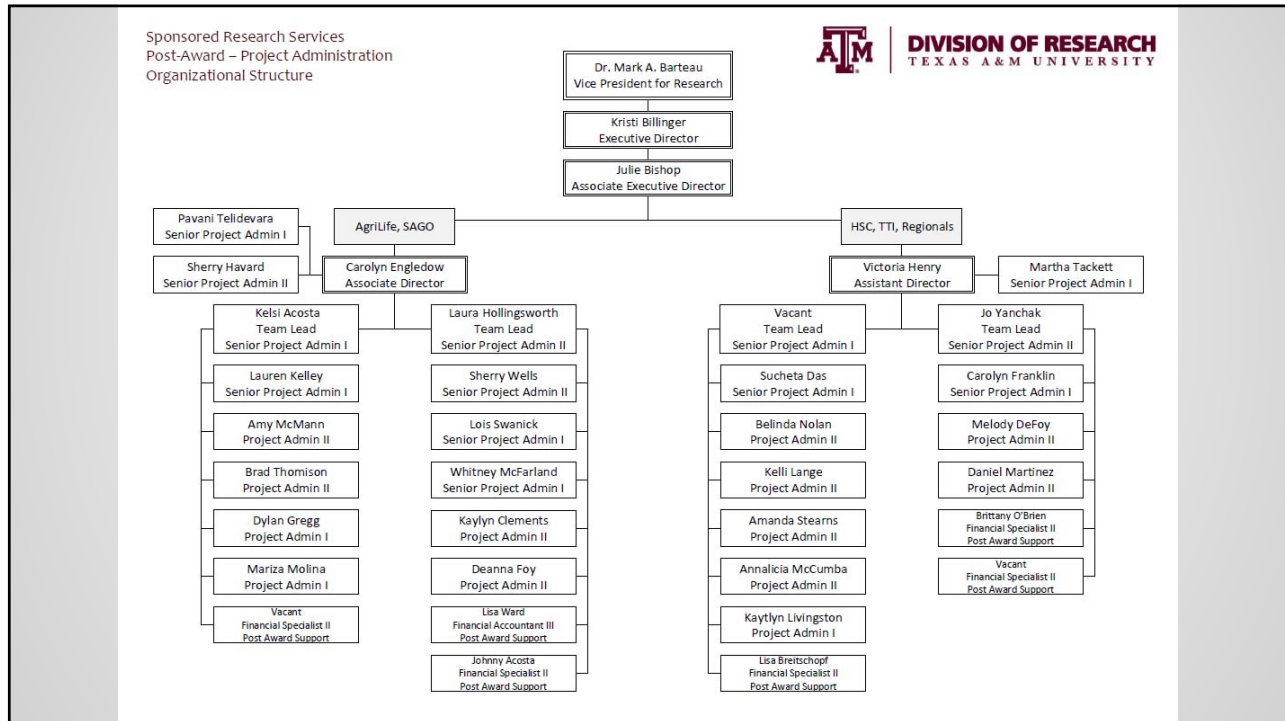 Sponsored Research Services
Post-Award – Project Administration
Organizational Structure
ATM
DIVISION OF RESEARCH
TEXAS A&M UNIVERSITY
Dr. Mark A. Barteau
Vice President for Research
Kristi Billinger
Executive Director
Julie Bishop
Associate Executive Director
Pavani Telidevara
Senior Project Admin I
AgriLife, SAGO
HSC, TTI, Regionals
Sherry Havard
Senior Project Admin II
Carolyn Engledow
Associate Director
Victoria Henry
Assistant Director
Martha Tackett
Senior Project Admin I
Kelsi Acosta
Team Lead
Senior Project Admin I
Lauren Kelley
Senior Project Admin I
Amy McMann
Project Admin II
Brad Thomison
Project Admin II
Dylan Gregg
Project Admin I
Mariza Molina
Project Admin I
Vacant
Financial Specialist II
Post Award Support
Laura Hollingsworth
Team Lead
Senior Project Admin II
Sherry Wells
Senior Project Admin II
Lois Swanick
Senior Project Admin I
Whitney McFarland
Senior Project Admin I
Kaylyn Clements
Project Admin II
Deanna Foy
Project Admin II
Lisa Ward
Financial Accountant III
Post Award Support
Johnny Acosta
Financial Specialist II
Post Award Support
Vacant
Team Lead
Senior Project Admin I
Sucheta Das
Senior Project Admin I
Belinda Nolan
Project Admin II
Kelli Lange
Project Admin II
Amanda Stearns
Project Admin II
Annalicia McCumba
Project Admin II
Kaytlyn Livingston
Project Admin I
Lisa Breitschopf
Financial Specialist II
Post Award Support
Jo Yanchak
Team Lead
Senior Project Admin II
Carolyn Franklin
Senior Project Admin I
Melody DeFoy
Project Admin II
Daniel Martinez
Project Admin II
Brittany O’Brien
Financial Specialist II
Post Award Support
Vacant
Financial Specialist II
Post Award Support